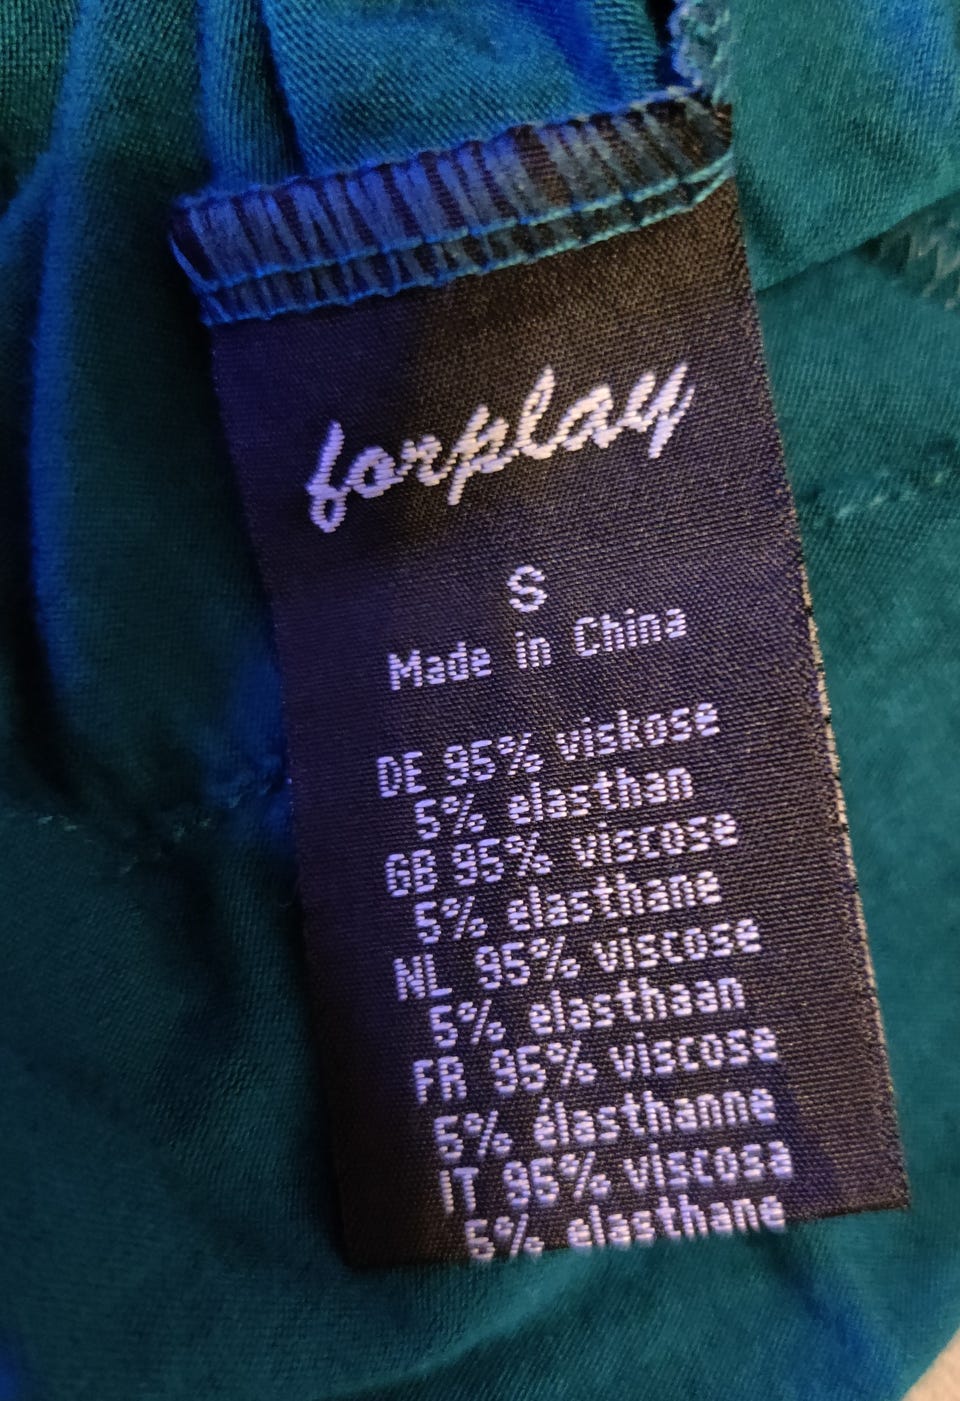 forplay
S
Made in China
DE 95% viskose
5% elasthan
GB 95% viscose
5% elasthane
NL 95% viscose
5% elasthaan
FR 95% viscose
5% élasthanne
IT 95% viscosa
5% elasthane